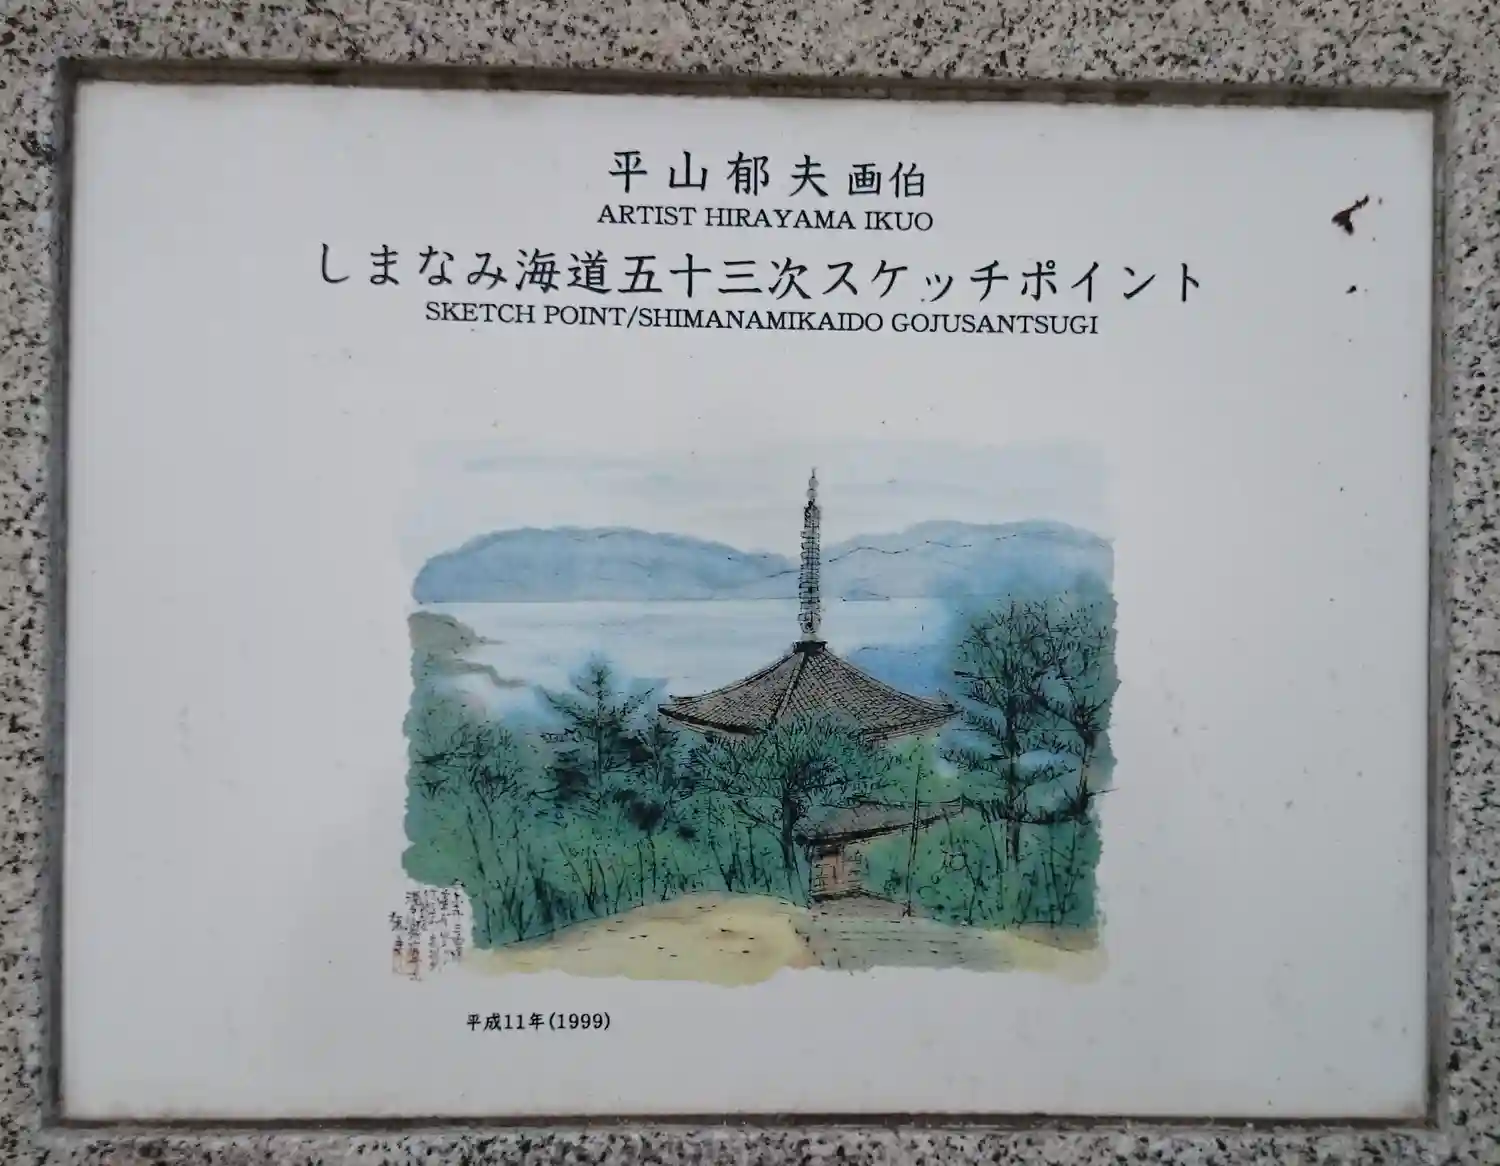 平山郁夫画伯
ARTIST HIRAYAMA IKUO
しまなみ海道五十三次スケッチポイント
SKETCH POINT/SHIMANAMIKAIDO GOJUSANTSUGI
平成11年(1999)